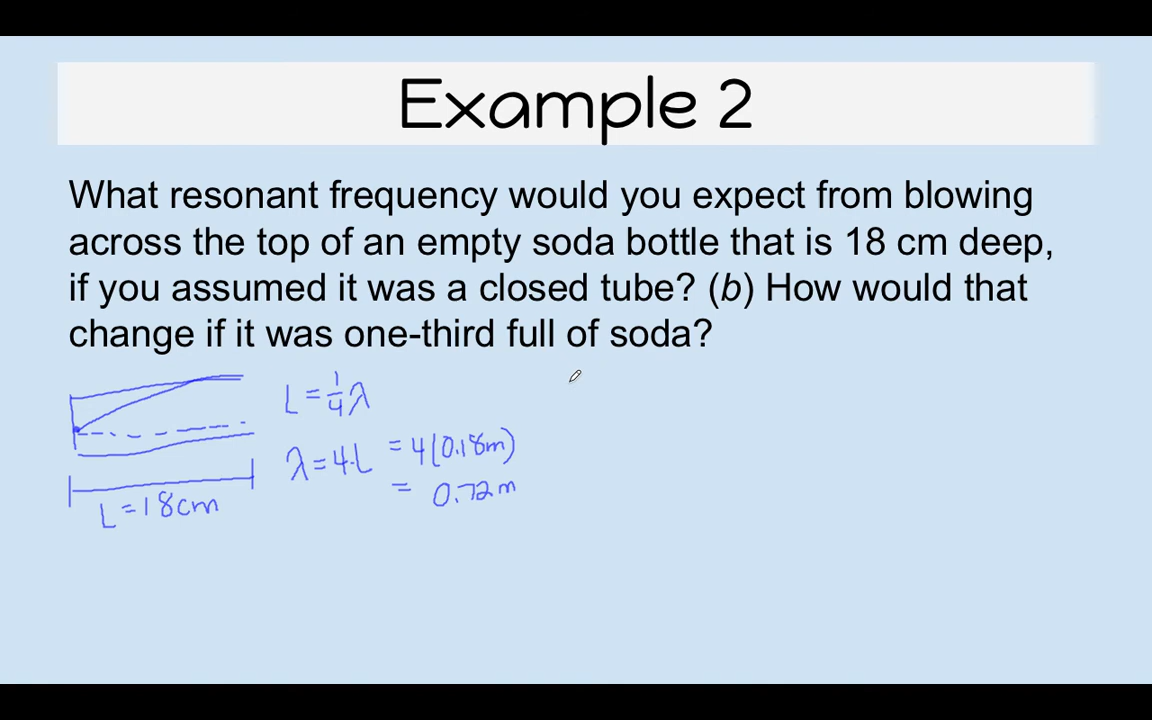 Example 2
What resonant frequency would you expect from blowing
across the top of an empty soda bottle that is 18 cm deep,
if you assumed it was a closed tube? (b) How would that
change if it was one-third full of soda?
L = 1/4 λ
λ = 4·L = 4(0.18m)
= 0.72m
L = 18cm